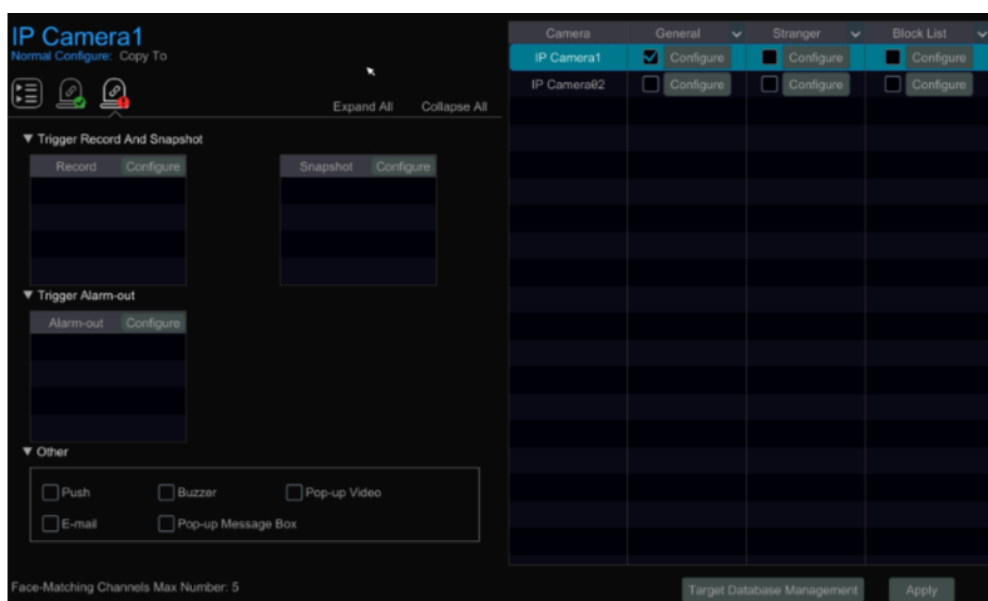 IP Camera1
Normal Configure: Copy To
Expand All Collapse All
Trigger Record And Snapshot
Record Configure
Snapshot Configure
Trigger Alarm-out
Alarm-out Configure
Other
Push Buzzer Pop-up Video
E-mail Pop-up Message Box
Face-Matching Channels Max Number: 5
Camera General Stranger Block List
IP Camera1 Configure Configure Configure
IP Camera02 Configure Configure Configure
Target Database Management Apply